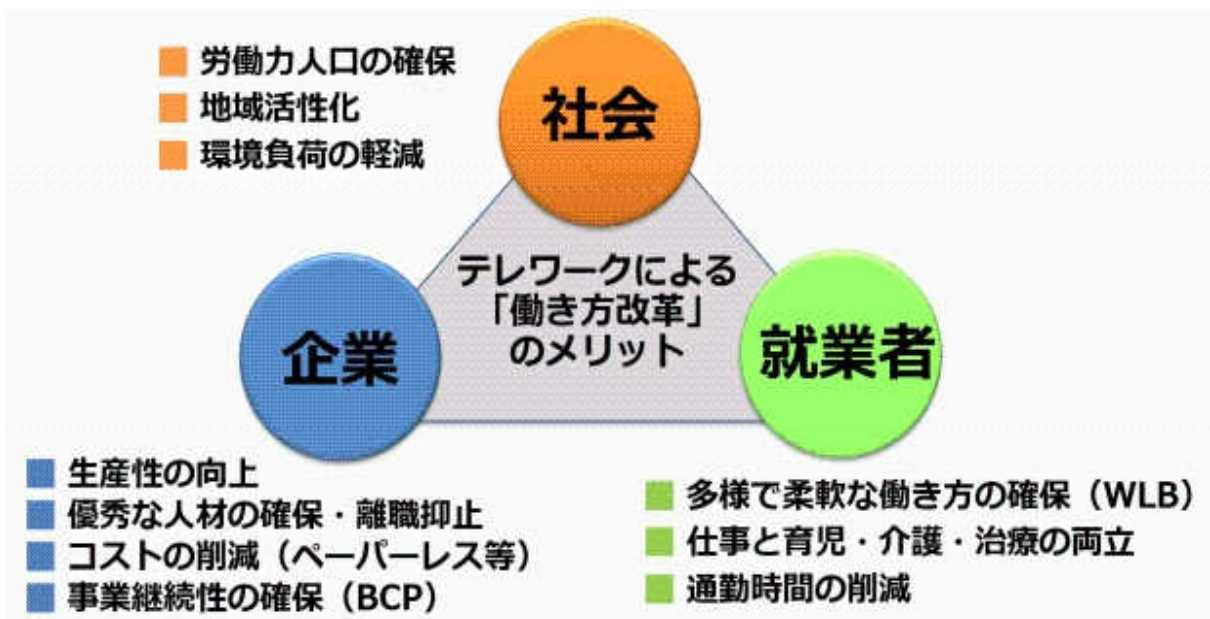 労働力人口の確保
地域活性化
環境負荷の軽減
社会
テレワークによる
「働き方改革」
のメリット
企業
就業者
生産性の向上
優秀な人材の確保・離職抑止
コストの削減（ペーパーレス等）
事業継続性の確保（BCP）
多様で柔軟な働き方の確保（WLB）
仕事と育児・介護・治療の両立
通勤時間の削減